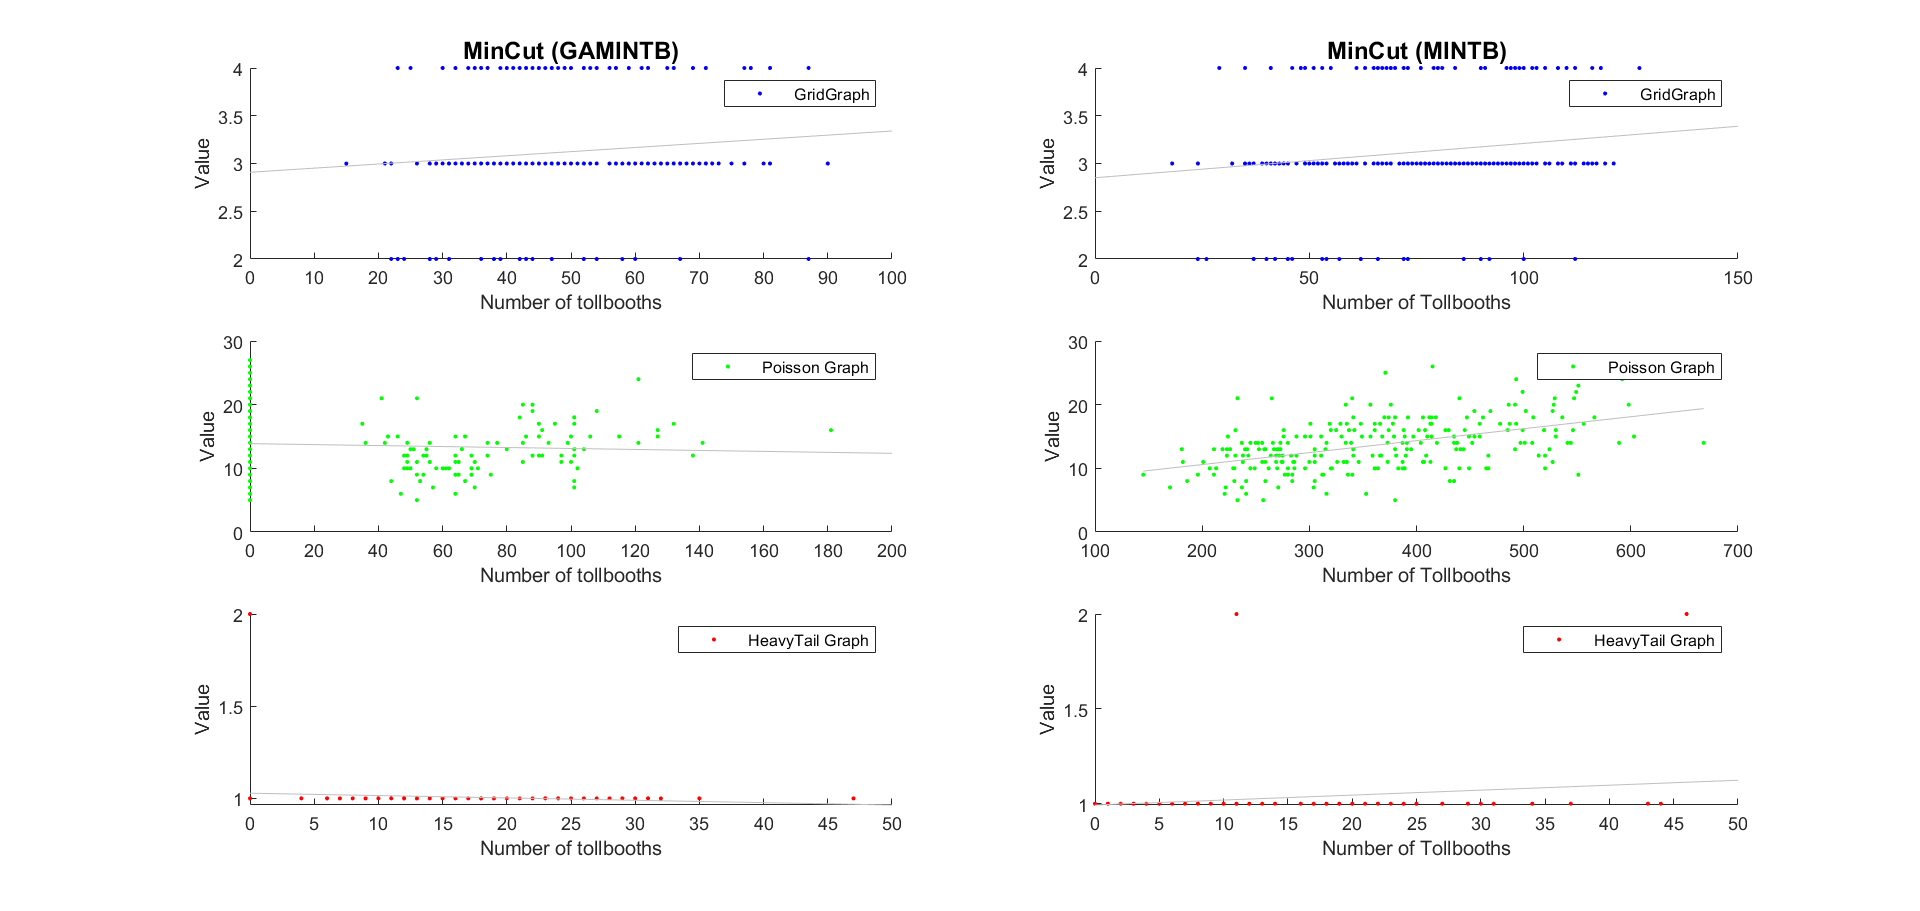 MinCut (GAMINTB)
4
3.5
3
2.5
2
Value
GridGraph
0 10 20 30 40 50 60 70 80 90 100
Number of tollbooths
MinCut (MINTB)
4
3.5
3
2.5
2
Value
GridGraph
0 50 100 150
Number of Tollbooths
30
20
10
0
Value
Poisson Graph
0 20 40 60 80 100 120 140 160 180 200
Number of tollbooths
30
20
10
0
Value
Poisson Graph
100 200 300 400 500 600 700
Number of Tollbooths
2
1.5
1
Value
HeavyTail Graph
0 5 10 15 20 25 30 35 40 45 50
Number of tollbooths
2
1.5
1
Value
HeavyTail Graph
0 5 10 15 20 25 30 35 40 45 50
Number of Tollbooths